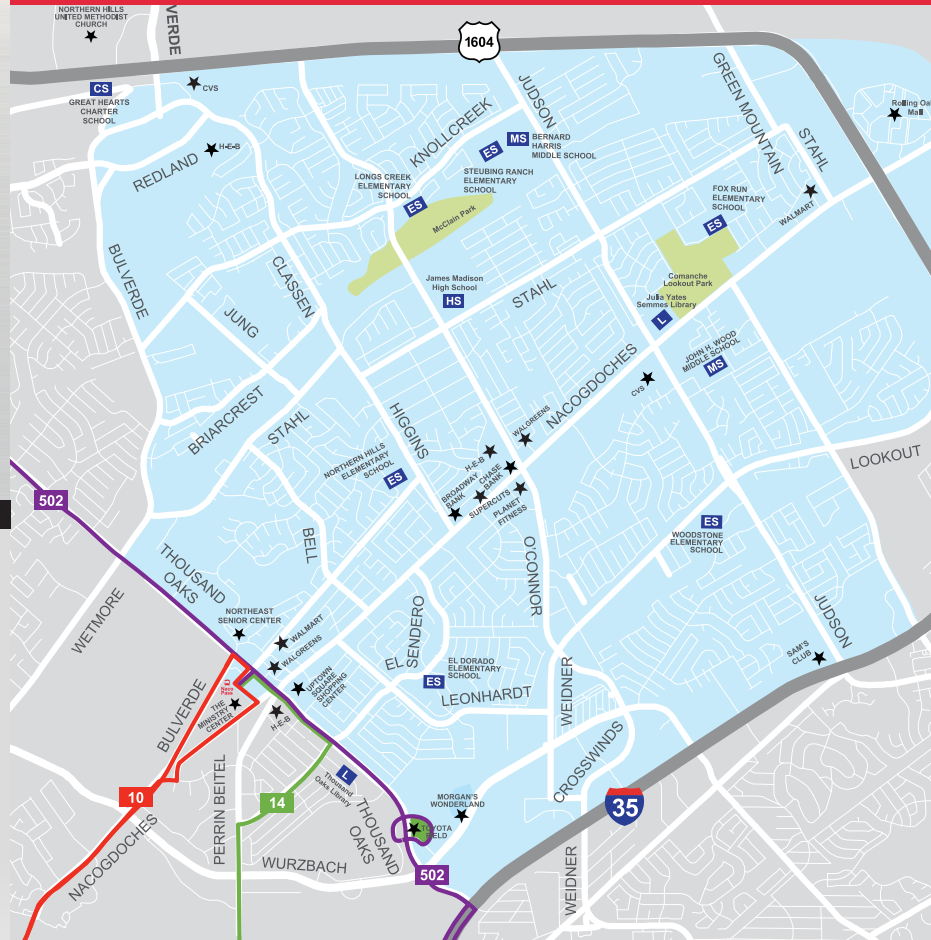 NORTHERN HILLS
UNITED METHODIST
CHURCH
VERDE
1604
CS
GREAT HEARTS
CHARTER
SCHOOL
CVS
JUDSON
GREEN MOUNTAIN
STAHL
KNOLLCREEK
MS
BERNARD
HARRIS
MIDDLE SCHOOL
ES
STEUBING RANCH
ELEMENTARY
SCHOOL
H-E-B
REDLAND
LONGS CREEK
ELEMENTARY
SCHOOL
ES
McClain Park
FOX RUN
ELEMENTARY
SCHOOL
ES
WALMART
BULVERDE
CLASSEN
JUNG
James Madison
High School
HS
STAHL
Comanche
Lookout Park
Julia Yates
Semmes Library
L
JOHN H. WOOD
MIDDLE SCHOOL
MS
NACOGDOCHES
CVS
BRIARCREST
STAHL
HIGGINS
WALGREENS
H-E-B
CHASE
BANK
BROADWAY
BANK
SUPERCUTS
PLANET
FITNESS
NORTHERN HILLS
ELEMENTARY
SCHOOL
ES
LOOKOUT
502
ES
WOODSTONE
ELEMENTARY
SCHOOL
BELL
O'CONNOR
THOUSAND
OAKS
WETMORE
NORTHEAST
SENIOR CENTER
WALMART
WALGREENS
EL
SENDERO
JUDSON
SAM'S
CLUB
EL DORADO
ELEMENTARY
SCHOOL
ES
LEONHARDT
WEIDNER
UPTOWN
SQUARE
SHOPPING
CENTER
Naco
Pass
THE
MINISTRY
CENTER
H-E-B
BULVERDE
CROSSWINDS
35
10
14
PERRIN BEITEL
L
Thousand
Oaks Library
THOUSAND
OAKS
MORGAN'S
WONDERLAND
TOYOTA
NACOGDOCHES
WURZBACH
502
WEIDNER